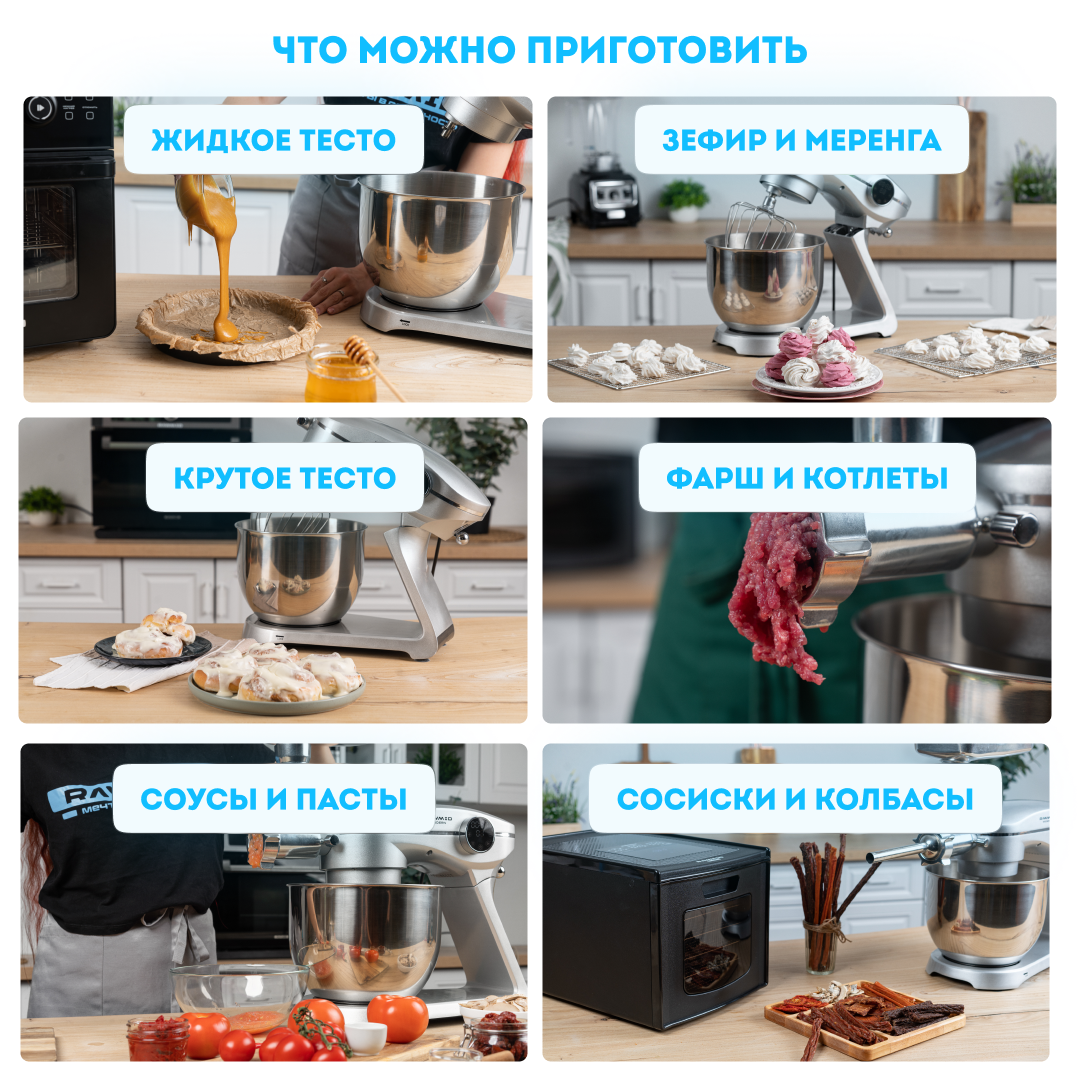 ЧТО МОЖНО ПРИГОТОВИТЬ
ЖИДКОЕ ТЕСТО
ЗЕФИР И МЕРЕНГА
КРУТОЕ ТЕСТО
ФАРШ И КОТЛЕТЫ
СОУСЫ И ПАСТЫ
СОСИСКИ И КОЛБАСЫ